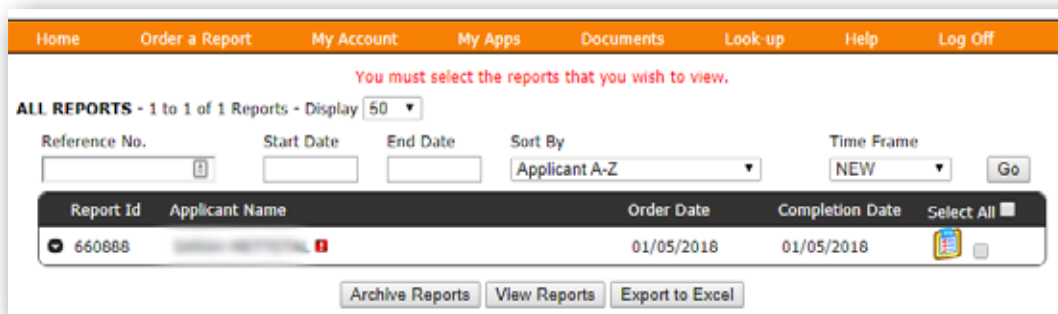 Home Order a Report My Account My Apps Documents Look-up Help Log Off
You must select the reports that you wish to view.
ALL REPORTS - 1 to 1 of 1 Reports - Display 50
Reference No. Start Date End Date Sort By Time Frame
Applicant A-Z NEW Go
Report Id Applicant Name Order Date Completion Date Select All
660888 01/05/2018 01/05/2018
Archive Reports View Reports Export to Excel